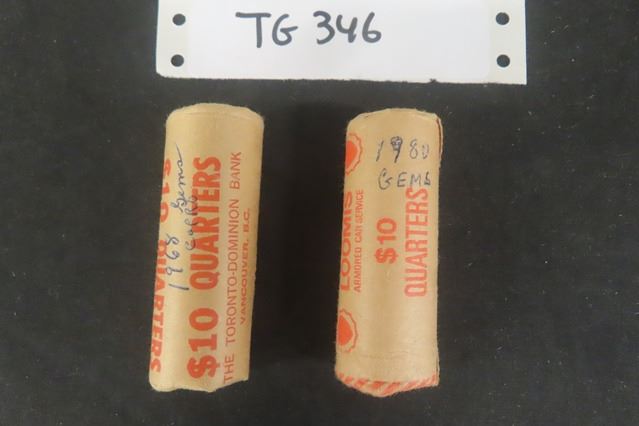 TG 346
1968 Gems
$10 QUARTERS
THE TORONTO-DOMINION BANK
VANCOUVER, B.C.
$10 QUARTERS
1980
GEMS
LOOMIS
ARMORED CAR SERVICE
$10
QUARTERS